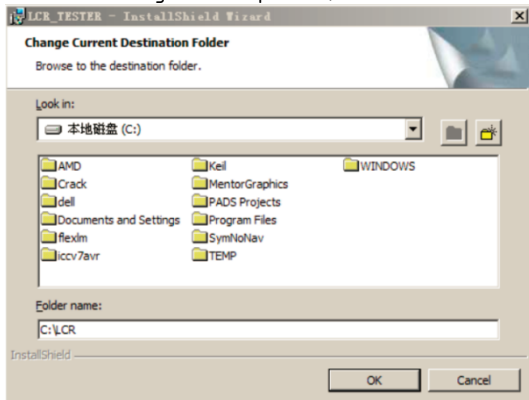 LCR_TESTER - InstallShield Wizard
Change Current Destination Folder
Browse to the destination folder.
Look in:
本地磁盘 (C:)
AMD
Crack
dell
Documents and Settings
flexlm
iccv7avr
Keil
MentorGraphics
PADS Projects
Program Files
SymNoNav
TEMP
WINDOWS
Folder name:
C:\LCR
InstallShield
OK
Cancel